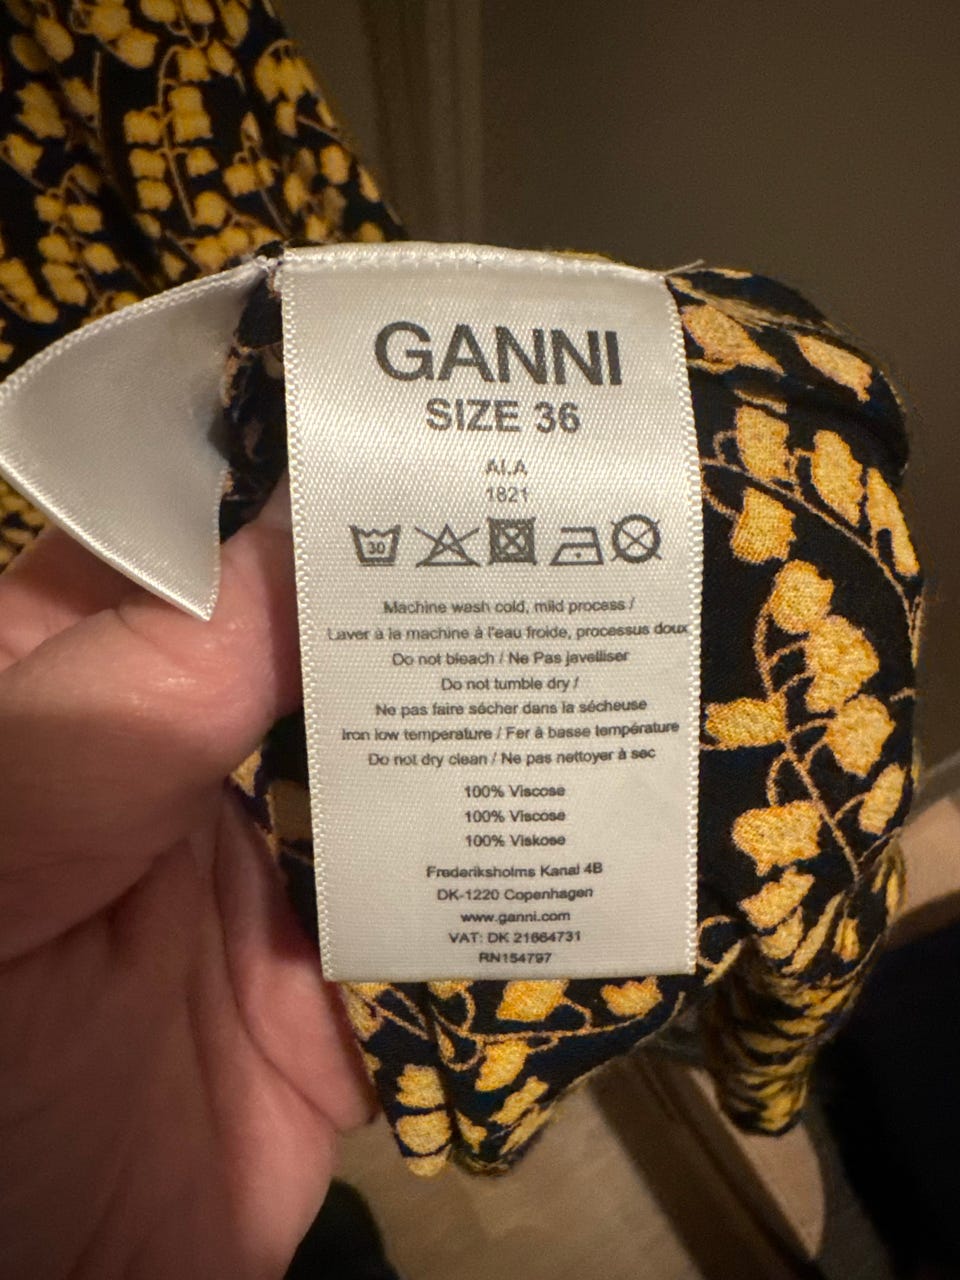 GANNI
SIZE 36
ALA
1821
30
Machine wash cold, mild process /
Laver à la machine à l'eau froide, processus doux
Do not bleach / Ne Pas javelliser
Do not tumble dry /
Ne pas faire sécher dans la sécheuse
Iron low temperature / Fer à basse température
Do not dry clean / Ne pas nettoyer à sec
100% Viscose
100% Viscose
100% Viskose
Frederiksholms Kanal 4B
DK-1220 Copenhagen
www.ganni.com
VAT: DK 21664731
RN154797